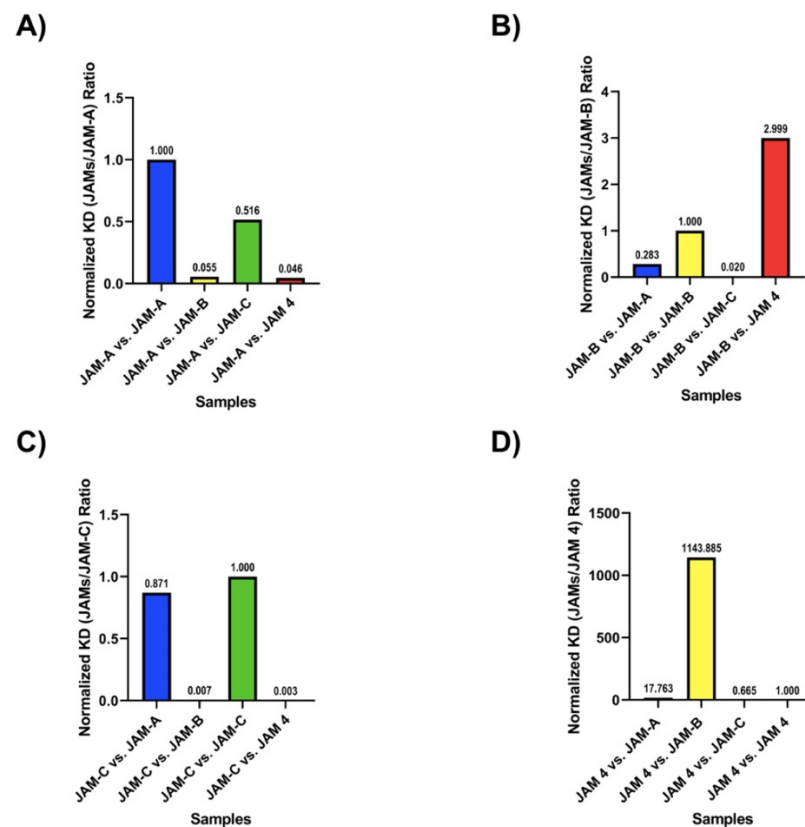 A)
Normalized KD (JAMs/JAM-A) Ratio
1.5
1.0
0.5
0.0
1.000
0.055
0.516
0.046
JAM-A vs. JAM-A
JAM-A vs. JAM-B
JAM-A vs. JAM-C
JAM-A vs. JAM 4
Samples
B)
Normalized KD (JAMs/JAM-B) Ratio
4
3
2
1
0
0.283
1.000
0.020
2.999
JAM-B vs. JAM-A
JAM-B vs. JAM-B
JAM-B vs. JAM-C
JAM-B vs. JAM 4
Samples
C)
Normalized KD (JAMs/JAM-C) Ratio
1.5
1.0
0.5
0.0
0.871
0.007
1.000
0.003
JAM-C vs. JAM-A
JAM-C vs. JAM-B
JAM-C vs. JAM-C
JAM-C vs. JAM 4
Samples
D)
Normalized KD (JAMs/JAM 4) Ratio
1500
1000
500
0
17.763
1143.885
0.665
1.000
JAM 4 vs. JAM-A
JAM 4 vs. JAM-B
JAM 4 vs. JAM-C
JAM 4 vs. JAM 4
Samples